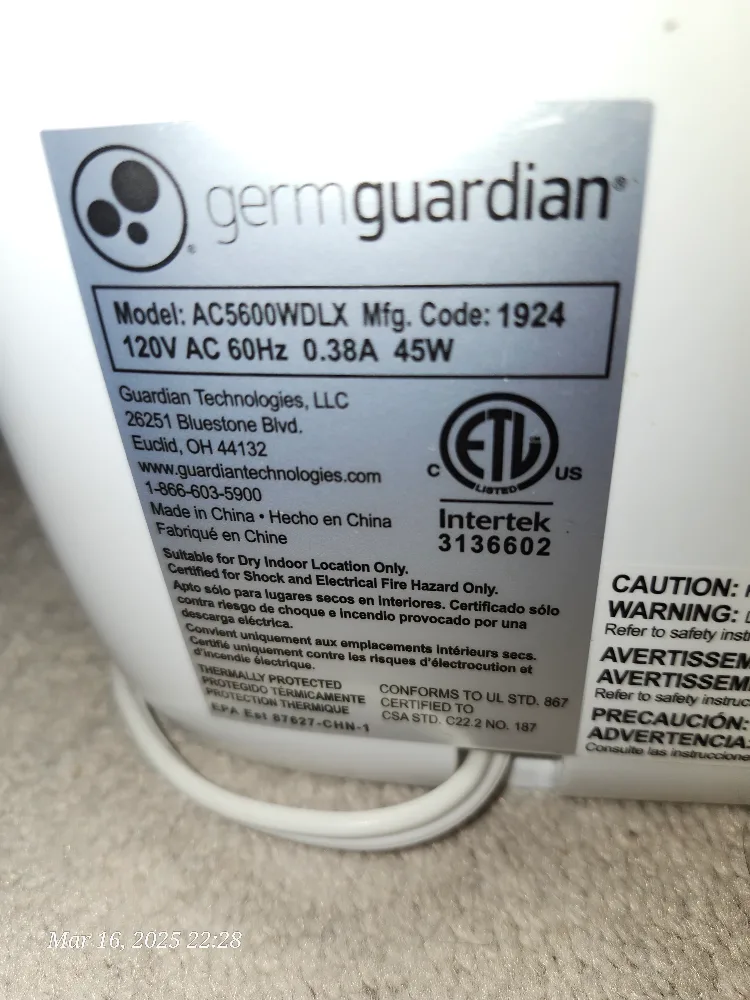 germguardian®
Model: AC5600WDLX Mfg. Code: 1924
120V AC 60Hz 0.38A 45W
Guardian Technologies, LLC
26251 Bluestone Blvd.
Euclid, OH 44132
www.guardiantechnologies.com
1-866-603-5900
Made in China • Hecho en China
Fabriqué en Chine
ETL
LISTED
C US
Intertek
3136602
Suitable for Dry Indoor Location Only.
Certified for Shock and Electrical Fire Hazard Only.
Apto sólo para lugares secos en Interiores. Certificado sólo
contra riesgo de choque e incendio provocado por una
descarga eléctrica.
Convient uniquement aux emplacements intérieurs secs.
Certifié uniquement contre les risques d'électrocution et
d'incendie électrique.
THERMALLY PROTECTED
PROTEGIDO TÉRMICAMENTE
PROTECTION THERMIQUE
EPA Est 87627-CHN-1
CONFORMS TO UL STD. 867
CERTIFIED TO
CSA STD. C22.2 NO. 187
CAUTION:
WARNING:
Refer to safety inst
AVERTISSEM
AVERTISSEM
Refer to safety instruc
PRECAUCIÓN:
ADVERTENCIA
Consulte las instruccione
Mar 16, 2025 22:28